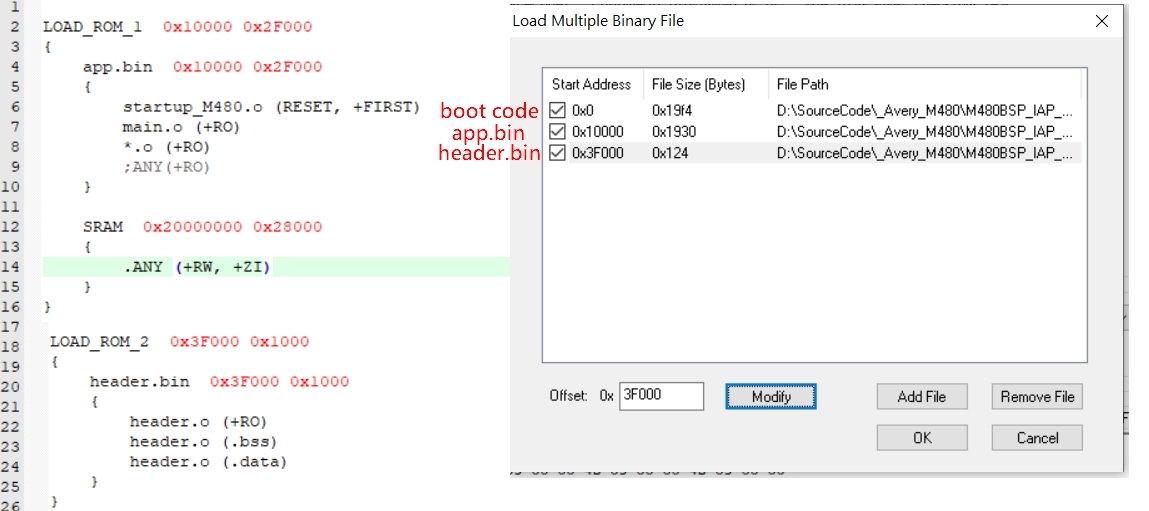 1
2 LOAD_ROM_1 0x10000 0x2F000
3 {
4 app.bin 0x10000 0x2F000
5 {
6 startup_M480.o (RESET, +FIRST)
7 main.o (+RO)
8 *.o (+RO)
9 ;ANY(+RO)
10 }
11
12 SRAM 0x20000000 0x28000
13 {
14 .ANY (+RW, +ZI)
15 }
16 }
17
18 LOAD_ROM_2 0x3F000 0x1000
19 {
20 header.bin 0x3F000 0x1000
21 {
22 header.o (+RO)
23 header.o (.bss)
24 header.o (.data)
25 }
26 }
Load Multiple Binary File
Start Address File Size (Bytes) File Path
boot code 0x0 0x19f4 D:\SourceCode\_Avery_M480\M480BSP_IAP_...
app.bin 0x10000 0x1930 D:\SourceCode\_Avery_M480\M480BSP_IAP_...
header.bin 0x3F000 0x124 D:\SourceCode\_Avery_M480\M480BSP_IAP_...
Offset: 0x 3F000 Modify Add File Remove File
OK Cancel